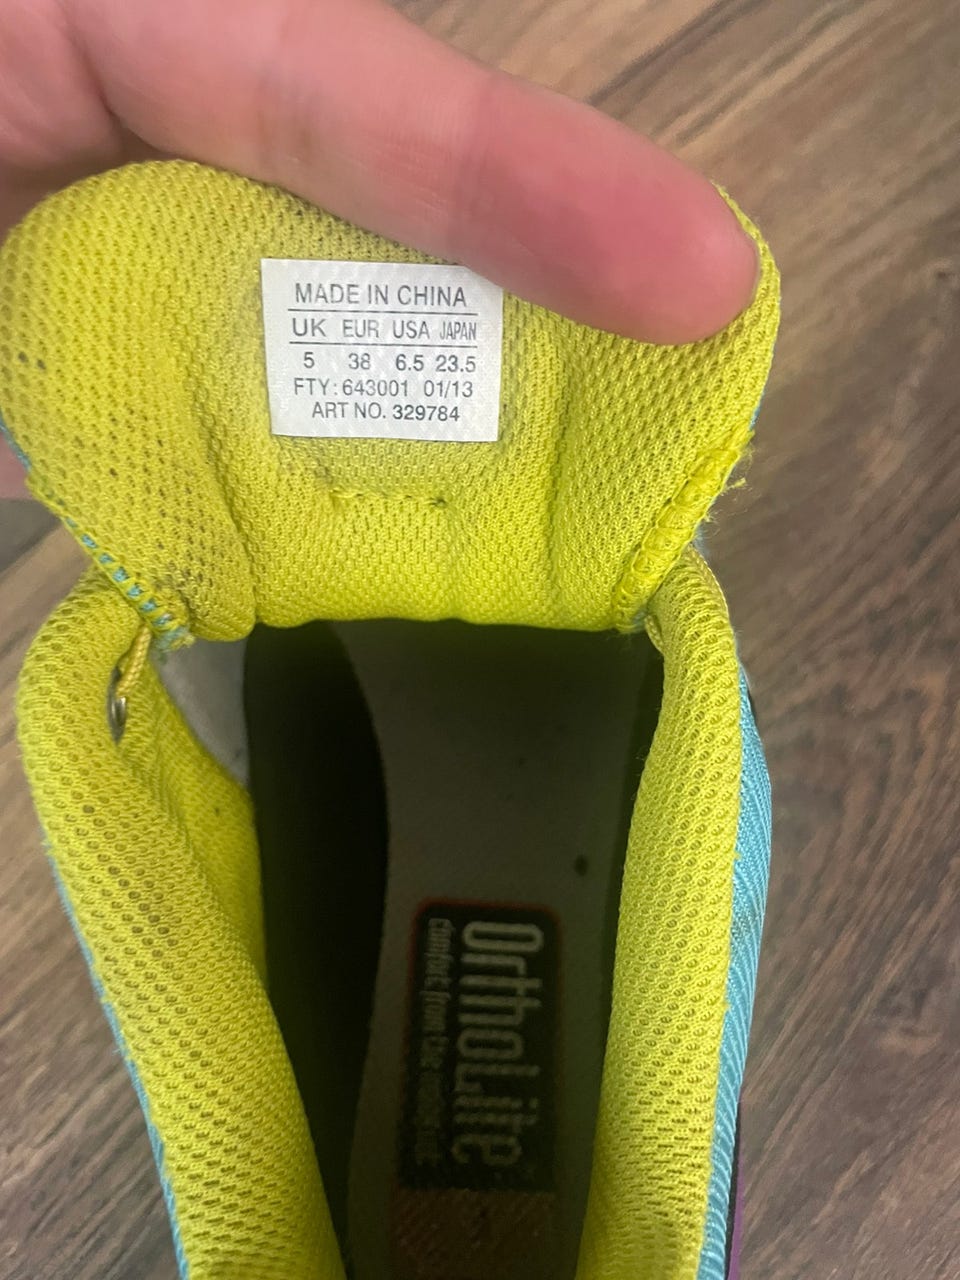 MADE IN CHINA
UK EUR USA JAPAN
5 38 6.5 23.5
FTY: 643001 01/13
ART NO. 329784
OrthoLite
comfort from the inside out.